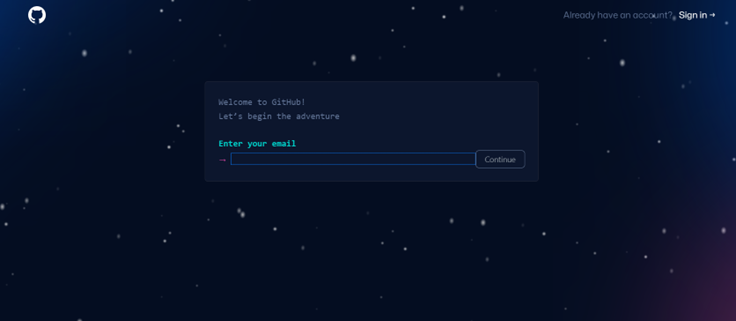 Already have an account? Sign in →
Welcome to GitHub!
Let's begin the adventure
Enter your email
→
Continue